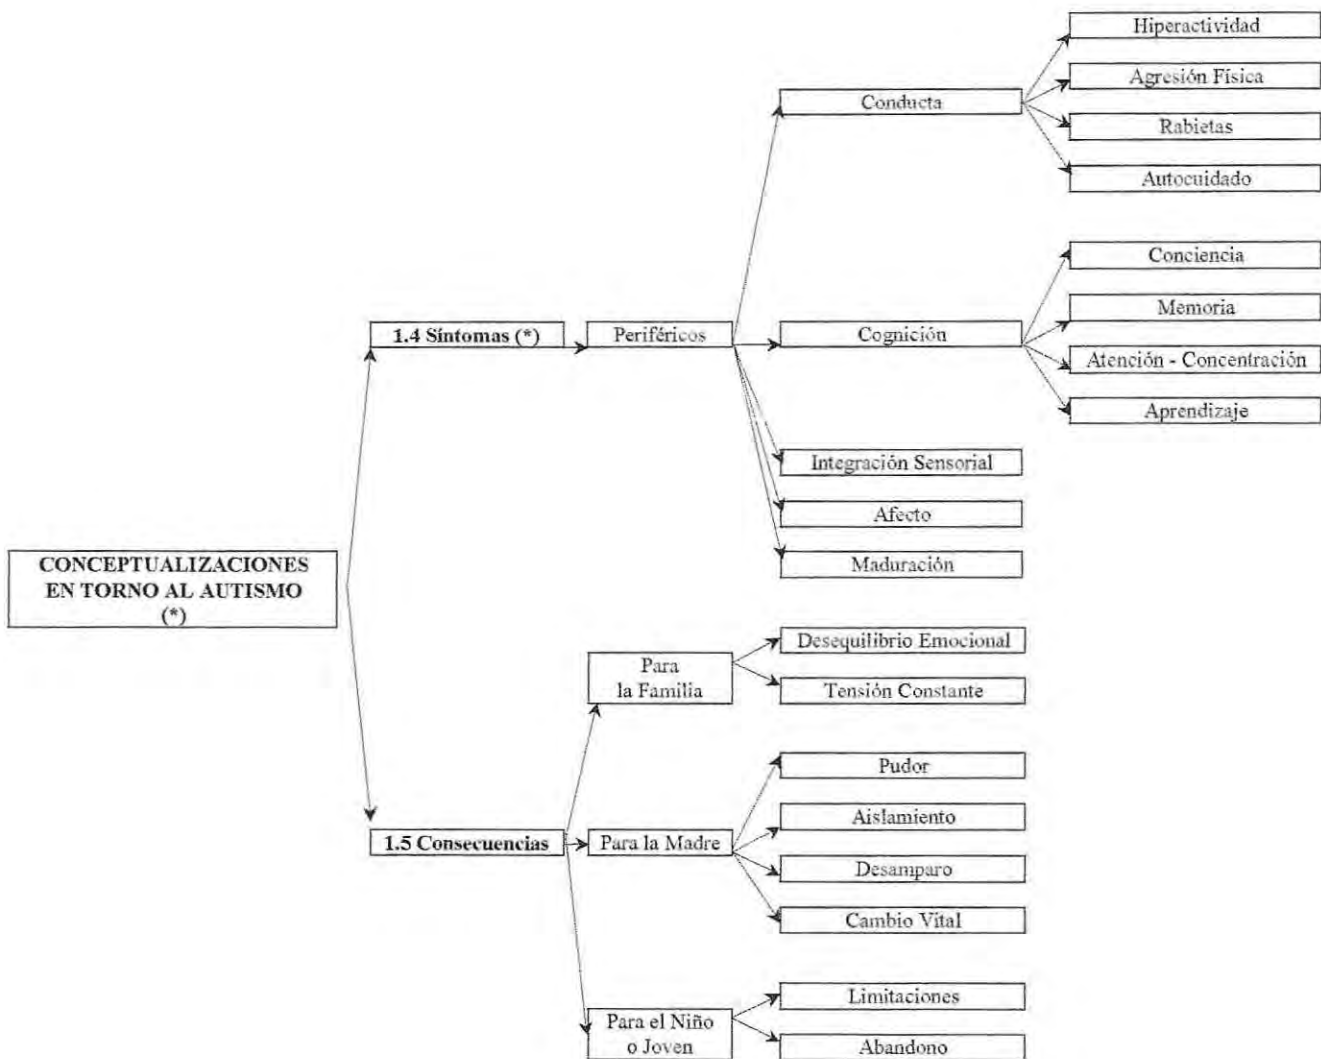 Hiperactividad
Agresión Física
Conducta
Rabietas
Autocuidado
Conciencia
Memoria
1.4 Síntomas (*)
Periféricos
Cognición
Atención - Concentración
Aprendizaje
Integración Sensorial
Afecto
Maduración
CONCEPTUALIZACIONES
EN TORNO AL AUTISMO
(*)
Para
la Familia
Desequilibrio Emocional
Tensión Constante
Pudor
Aislamiento
1.5 Consecuencias
Para la Madre
Desamparo
Cambio Vital
Para el Niño
o Joven
Limitaciones
Abandono